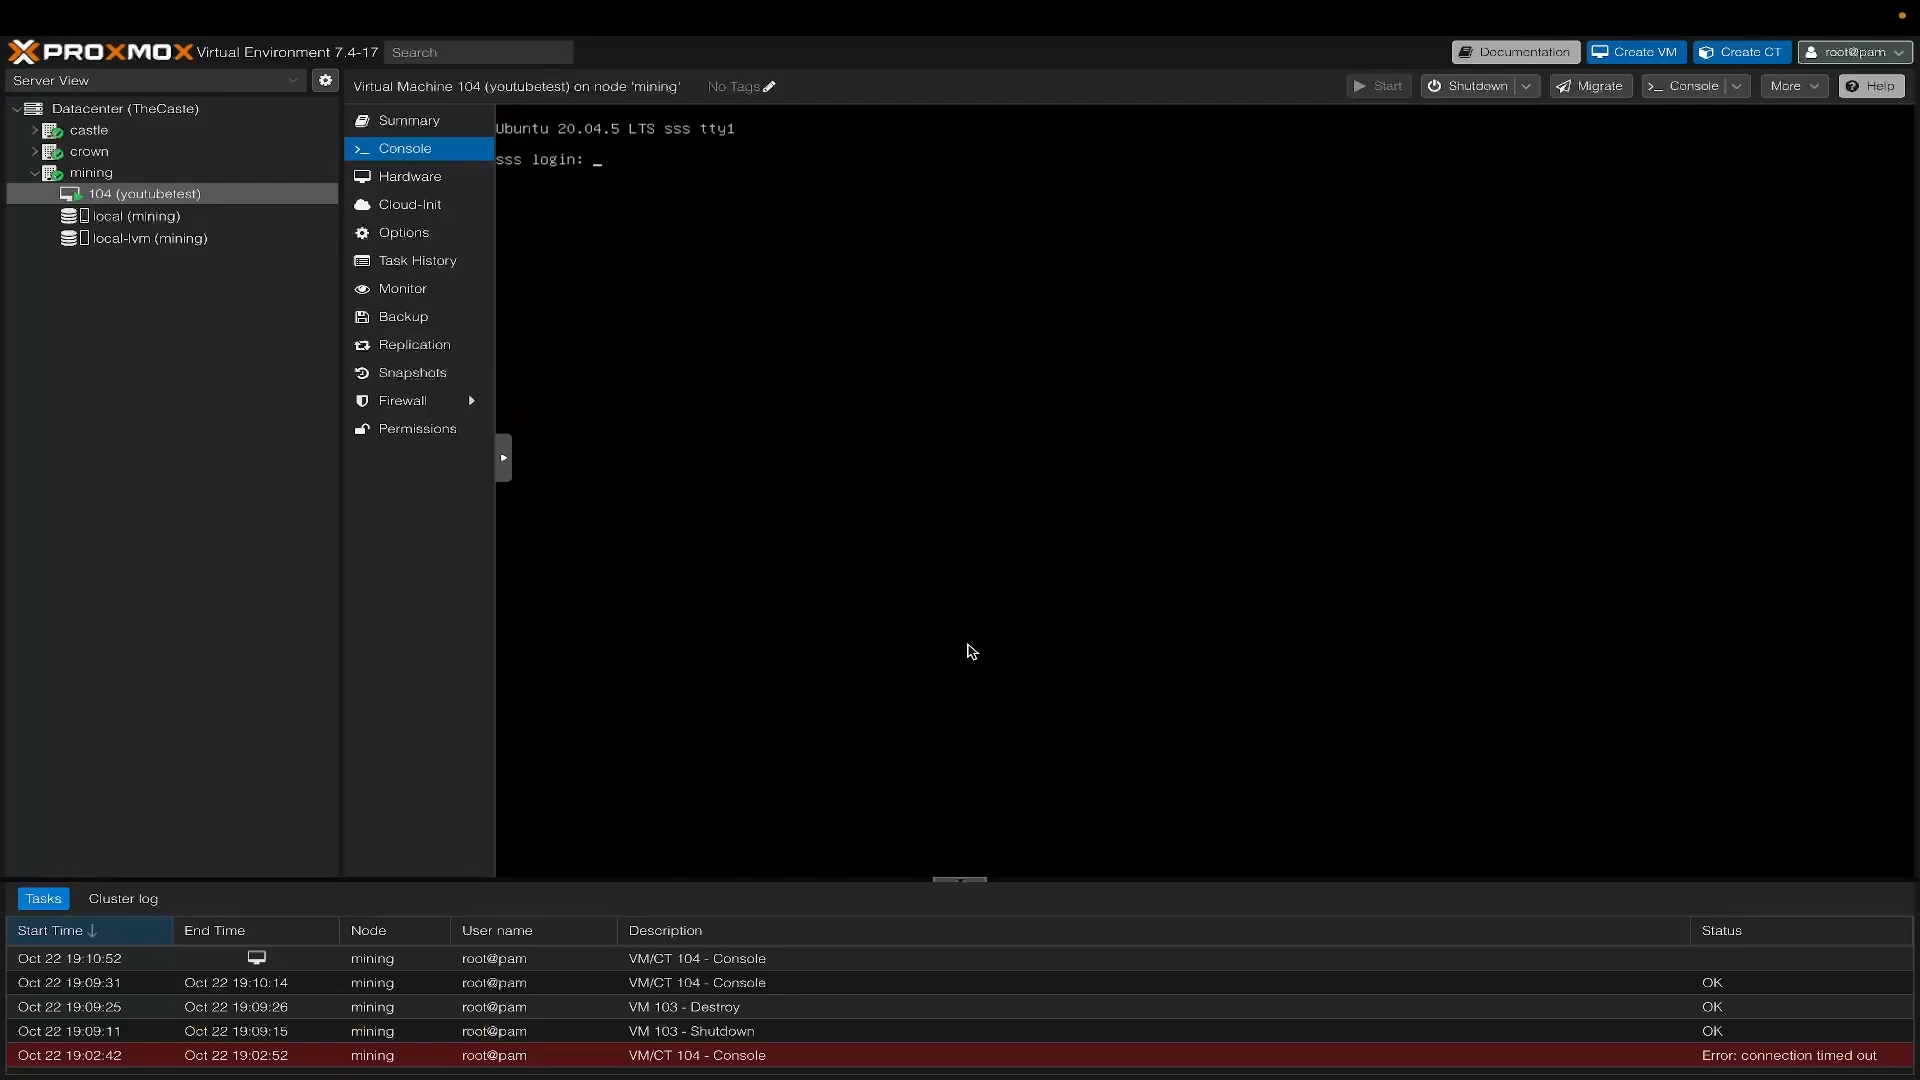 PROXMOX Virtual Environment 7.4-17 Search Documentation Create VM Create CT root@pam
Server View
Virtual Machine 104 (youtubetest) on node 'mining' No Tags Start Shutdown Migrate Console More Help
Datacenter (TheCaste)
castle
crown
mining
104 (youtubetest)
local (mining)
local-lvm (mining)
Summary
Console
Hardware
Cloud-Init
Options
Task History
Monitor
Backup
Replication
Snapshots
Firewall
Permissions
Ubuntu 20.04.5 LTS sss tty1
sss login: _
Tasks Cluster log
Start Time End Time Node User name Description Status
Oct 22 19:10:52 mining root@pam VM/CT 104 - Console
Oct 22 19:09:31 Oct 22 19:10:14 mining root@pam VM/CT 104 - Console OK
Oct 22 19:09:25 Oct 22 19:09:26 mining root@pam VM 103 - Destroy OK
Oct 22 19:09:11 Oct 22 19:09:15 mining root@pam VM 103 - Shutdown OK
Oct 22 19:02:42 Oct 22 19:02:52 mining root@pam VM/CT 104 - Console Error: connection timed out